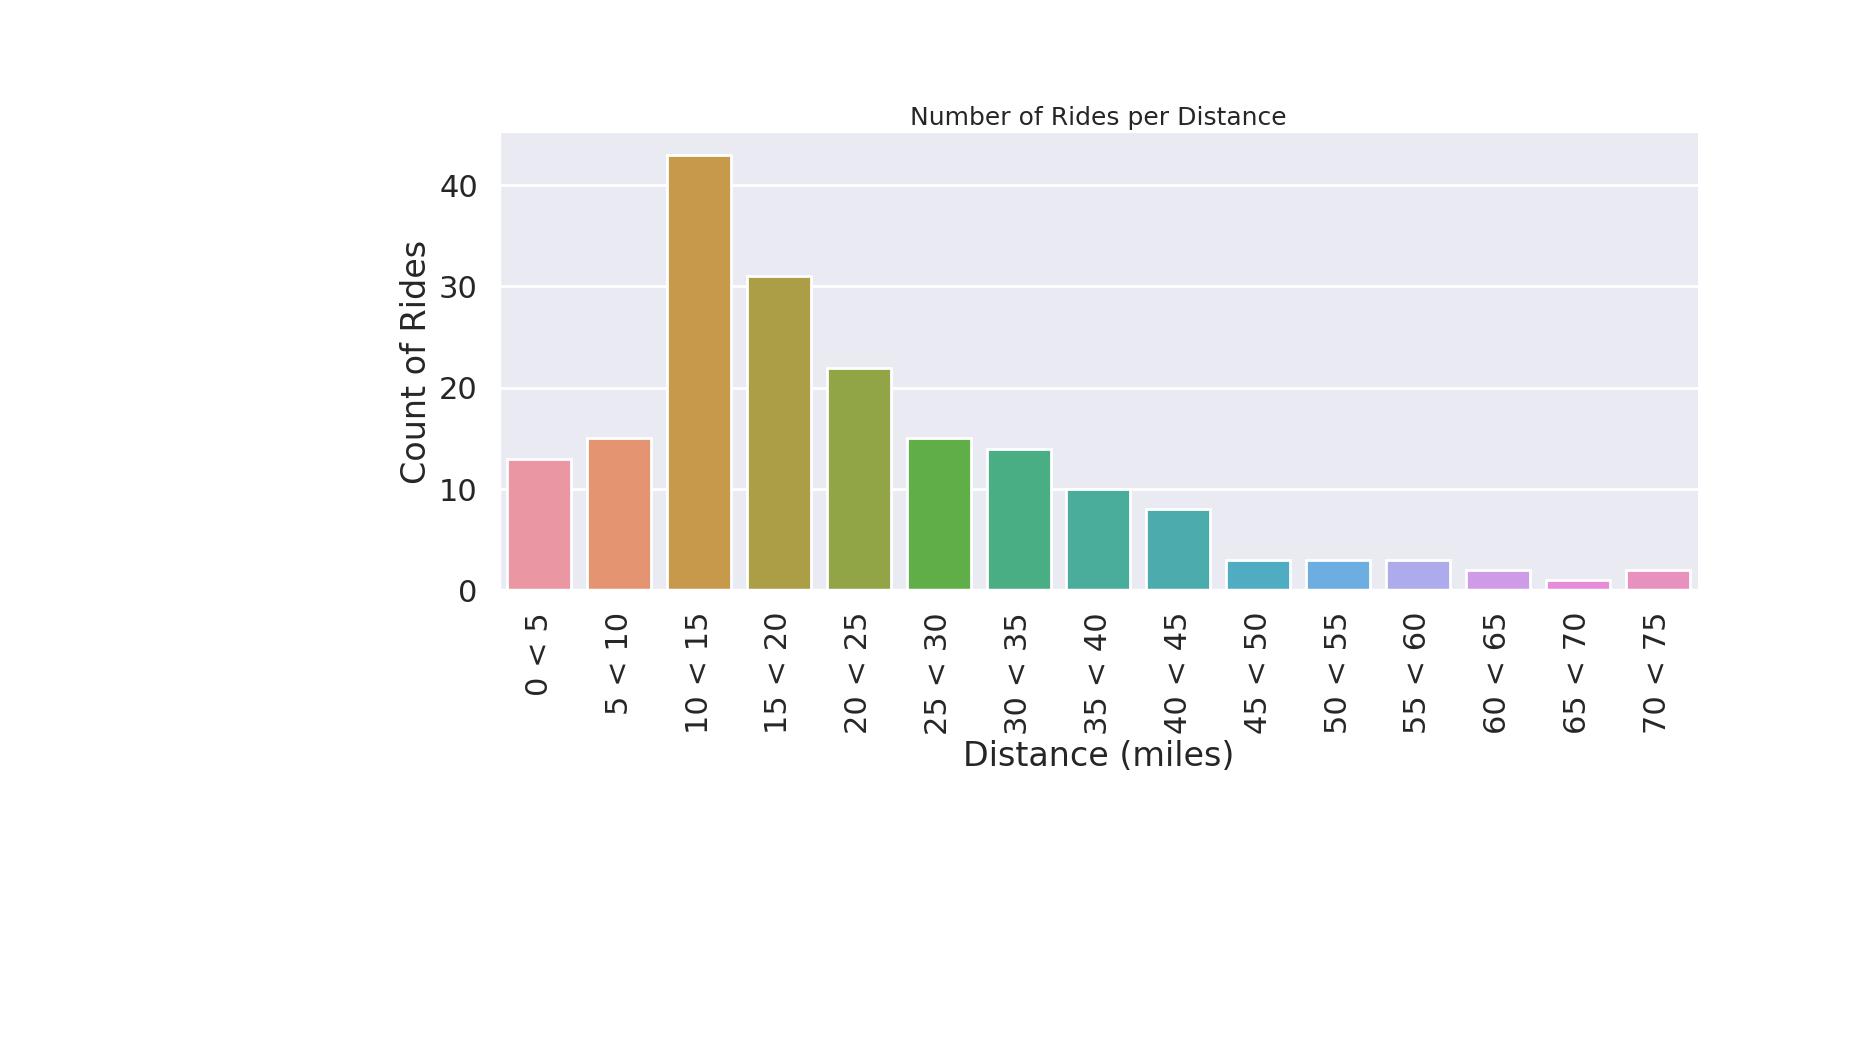 Number of Rides per Distance
Count of Rides
40
30
20
10
0
0 < 5
5 < 10
10 < 15
15 < 20
20 < 25
25 < 30
30 < 35
35 < 40
40 < 45
45 < 50
50 < 55
55 < 60
60 < 65
65 < 70
70 < 75
Distance (miles)